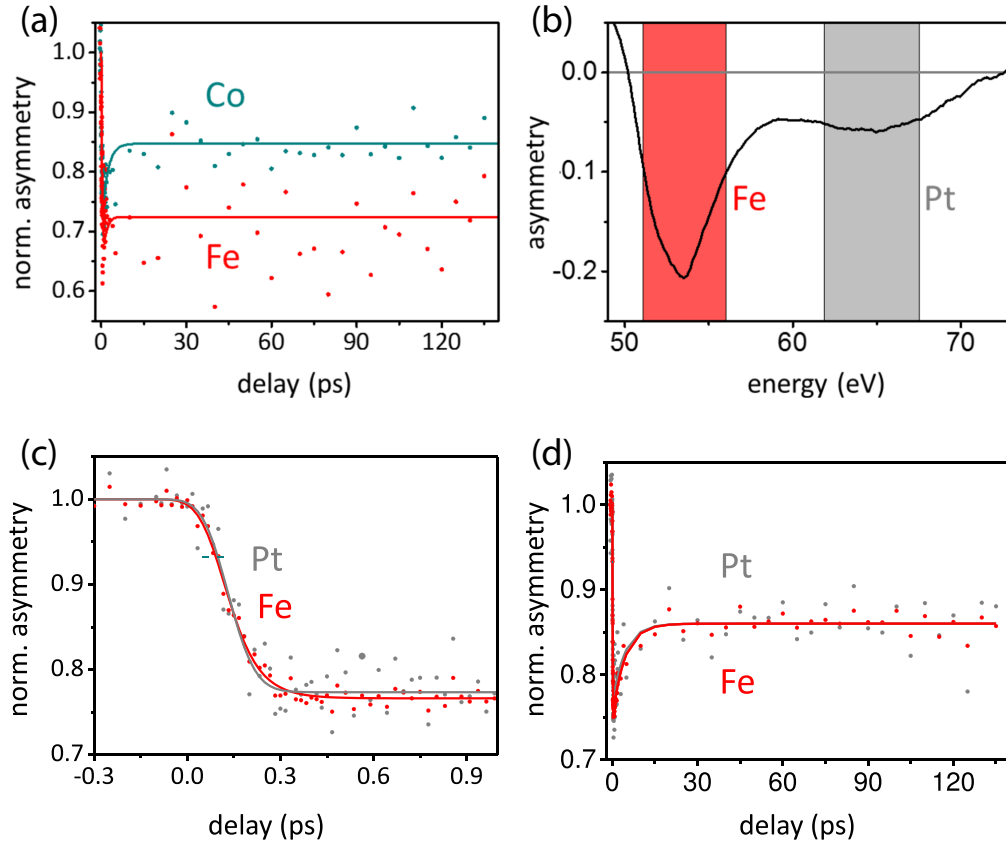 (a)
norm. asymmetry
1.0
0.9
0.8
0.7
0.6
Co
Fe
0 30 60 90 120
delay (ps)
(b)
asymmetry
0.0
-0.1
-0.2
Fe
Pt
50 60 70
energy (eV)
(c)
norm. asymmetry
1.0
0.9
0.8
0.7
Pt
Fe
-0.3 0.0 0.3 0.6 0.9
delay (ps)
(d)
norm. asymmetry
1.0
0.9
0.8
0.7
Pt
Fe
0 30 60 90 120
delay (ps)